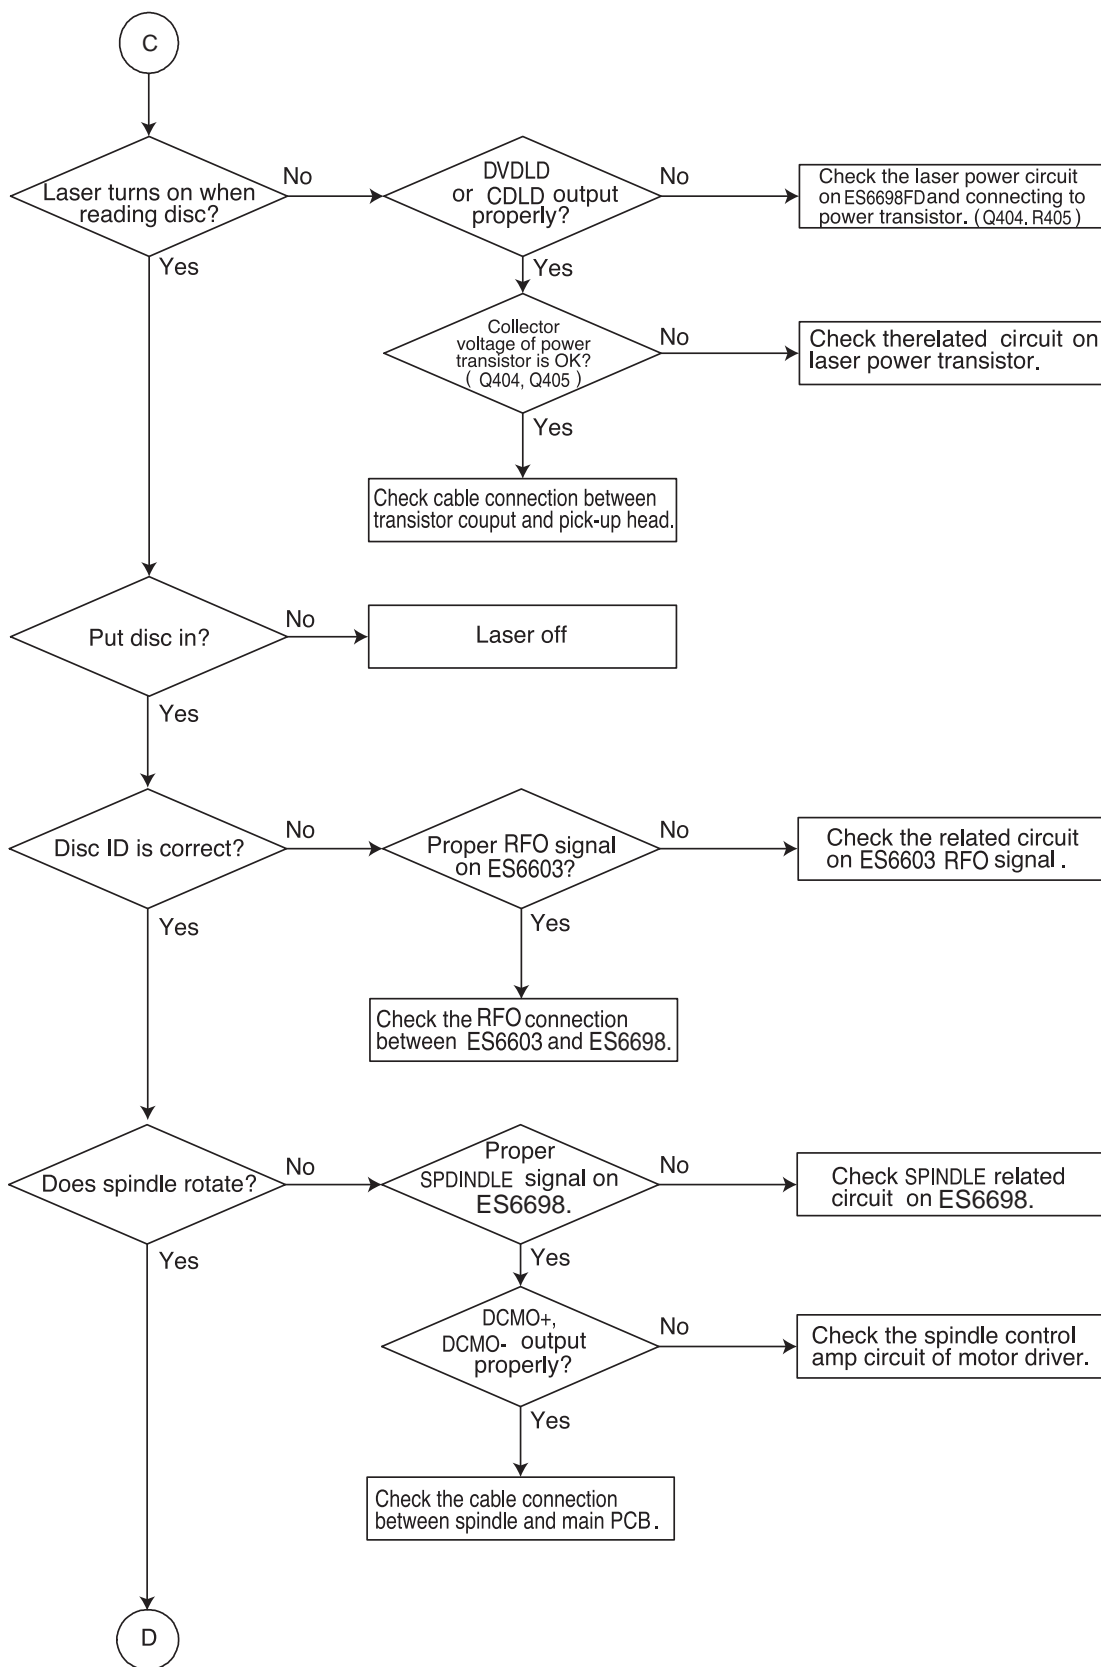 C
Laser turns on when
reading disc?
No
Yes
DVDLD
or CDLD output
properly?
No
Yes
Check the laser power circuit
on ES6698FD and connecting to
power transistor. (Q404. R405)
Collector
voltage of power
transistor is OK?
( Q404, Q405 )
No
Yes
Check therelated circuit on
laser power transistor.
Check cable connection between
transistor couput and pick-up head.
Put disc in?
No
Yes
Laser off
Disc ID is correct?
No
Yes
Proper RFO signal
on ES6603?
No
Yes
Check the related circuit
on ES6603 RFO signal .
Check the RFO connection
between ES6603 and ES6698.
Does spindle rotate?
No
Yes
Proper
SPDINDLE signal on
ES6698.
No
Yes
Check SPINDLE related
circuit on ES6698.
DCMO+,
DCMO- output
properly?
No
Yes
Check the spindle control
amp circuit of motor driver.
Check the cable connection
between spindle and main PCB .
D